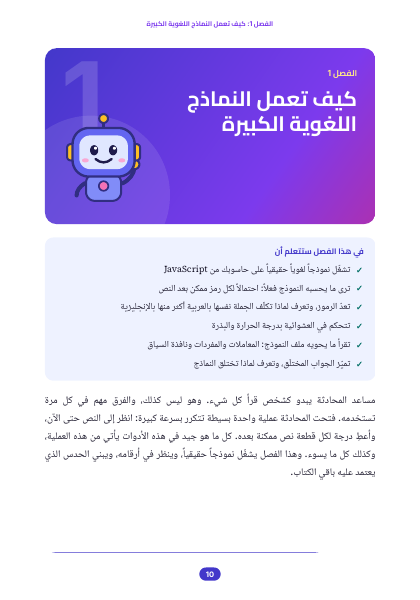 الفصل 1: كيف تعمل النماذج اللغوية الكبيرة
الفصل 1
1
كيف تعمل النماذج
اللغوية الكبيرة
في هذا الفصل ستتعلم أن
✓ تشغّل نموذجاً لغوياً حقيقياً على حاسوبك من JavaScript
✓ ترى ما يحسبه النموذج فعلاً: احتمالاً لكل رمز ممكن بعد النص
✓ تعدّ الرموز، وتعرف لماذا تكلّف الجملة نفسها بالعربية أكثر منها بالإنجليزية
✓ تتحكم في العشوائية بدرجة الحرارة والبذرة
✓ تقرأ ما يحويه ملف النموذج: المعاملات والمفردات ونافذة السياق
✓ تميّز الجواب المختلَق، وتعرف لماذا تختلق النماذج
مساعد المحادثة يبدو كشخص قرأ كل شيء. وهو ليس كذلك، والفرق مهم في كل مرة
تستخدمه. فتحت المحادثة عملية واحدة بسيطة تتكرر بسرعة كبيرة: انظر إلى النص حتى الآن،
وأعطِ درجة لكل قطعة نص ممكنة بعده. كل ما هو جيد في هذه الأدوات يأتي من هذه العملية،
وكذلك كل ما يسوء. وهذا الفصل يشغّل نموذجاً حقيقياً، وينظر في أرقامه، ويبني الحدس الذي
يعتمد عليه باقي الكتاب.
10